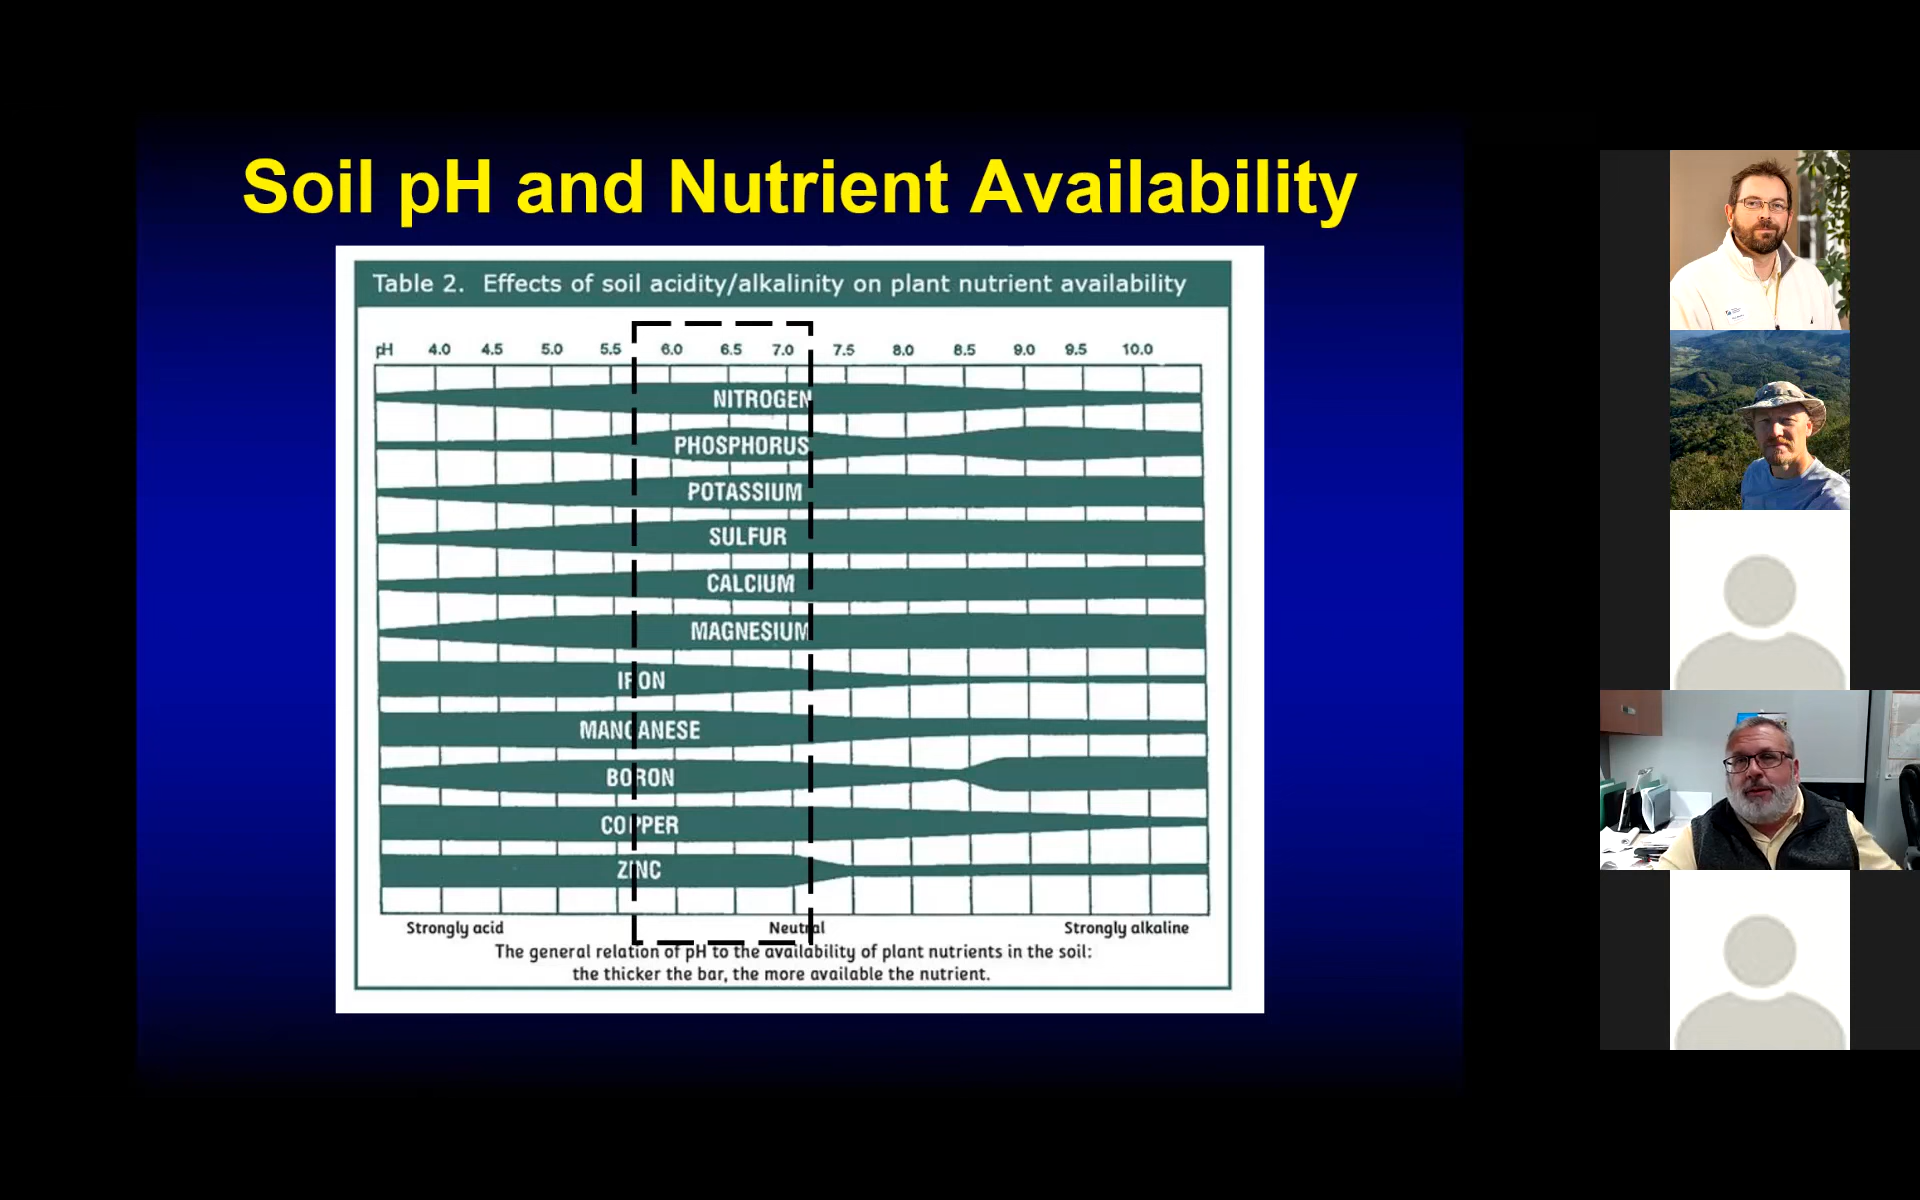 Soil pH and Nutrient Availability
Table 2. Effects of soil acidity/alkalinity on plant nutrient availability
pH 4.0 4.5 5.0 5.5 6.0 6.5 7.0 7.5 8.0 8.5 9.0 9.5 10.0
NITROGEN
PHOSPHORUS
POTASSIUM
SULFUR
CALCIUM
MAGNESIUM
IRON
MANGANESE
BORON
COPPER
ZINC
Strongly acid Neutral Strongly alkaline
The general relation of pH to the availability of plant nutrients in the soil:
the thicker the bar, the more available the nutrient.